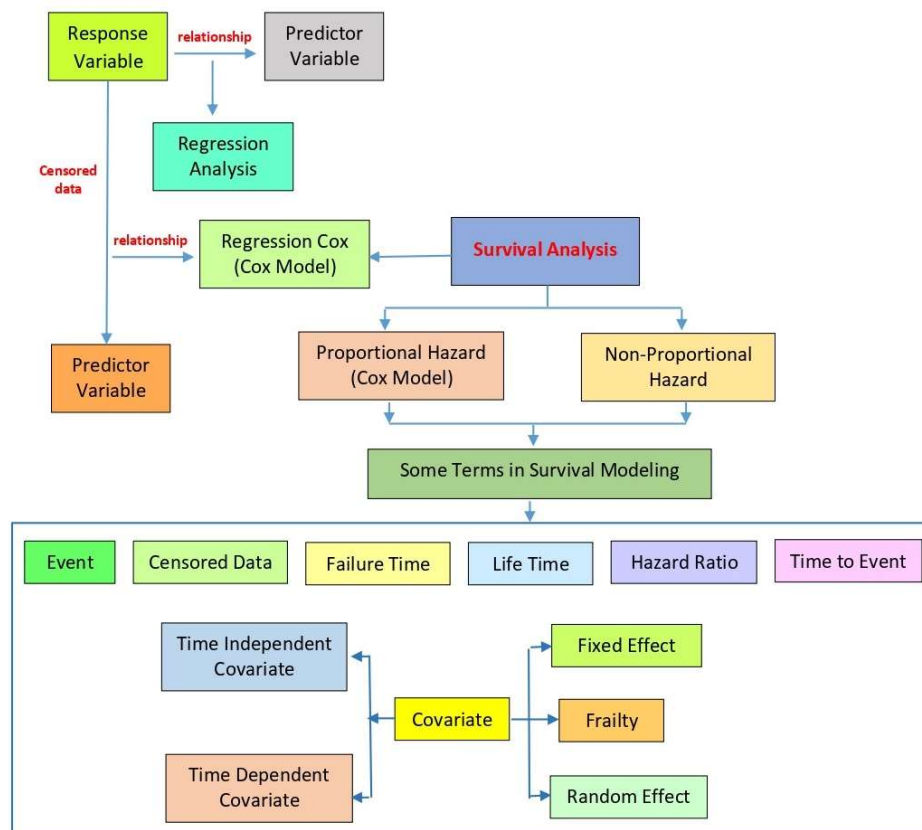 Response
Variable
relationship
Predictor
Variable
Regression
Analysis
Censored
data
relationship
Regression Cox
(Cox Model)
Survival Analysis
Predictor
Variable
Proportional Hazard
(Cox Model)
Non-Proportional
Hazard
Some Terms in Survival Modeling
Event
Censored Data
Failure Time
Life Time
Hazard Ratio
Time to Event
Time Independent
Covariate
Fixed Effect
Covariate
Frailty
Time Dependent
Covariate
Random Effect